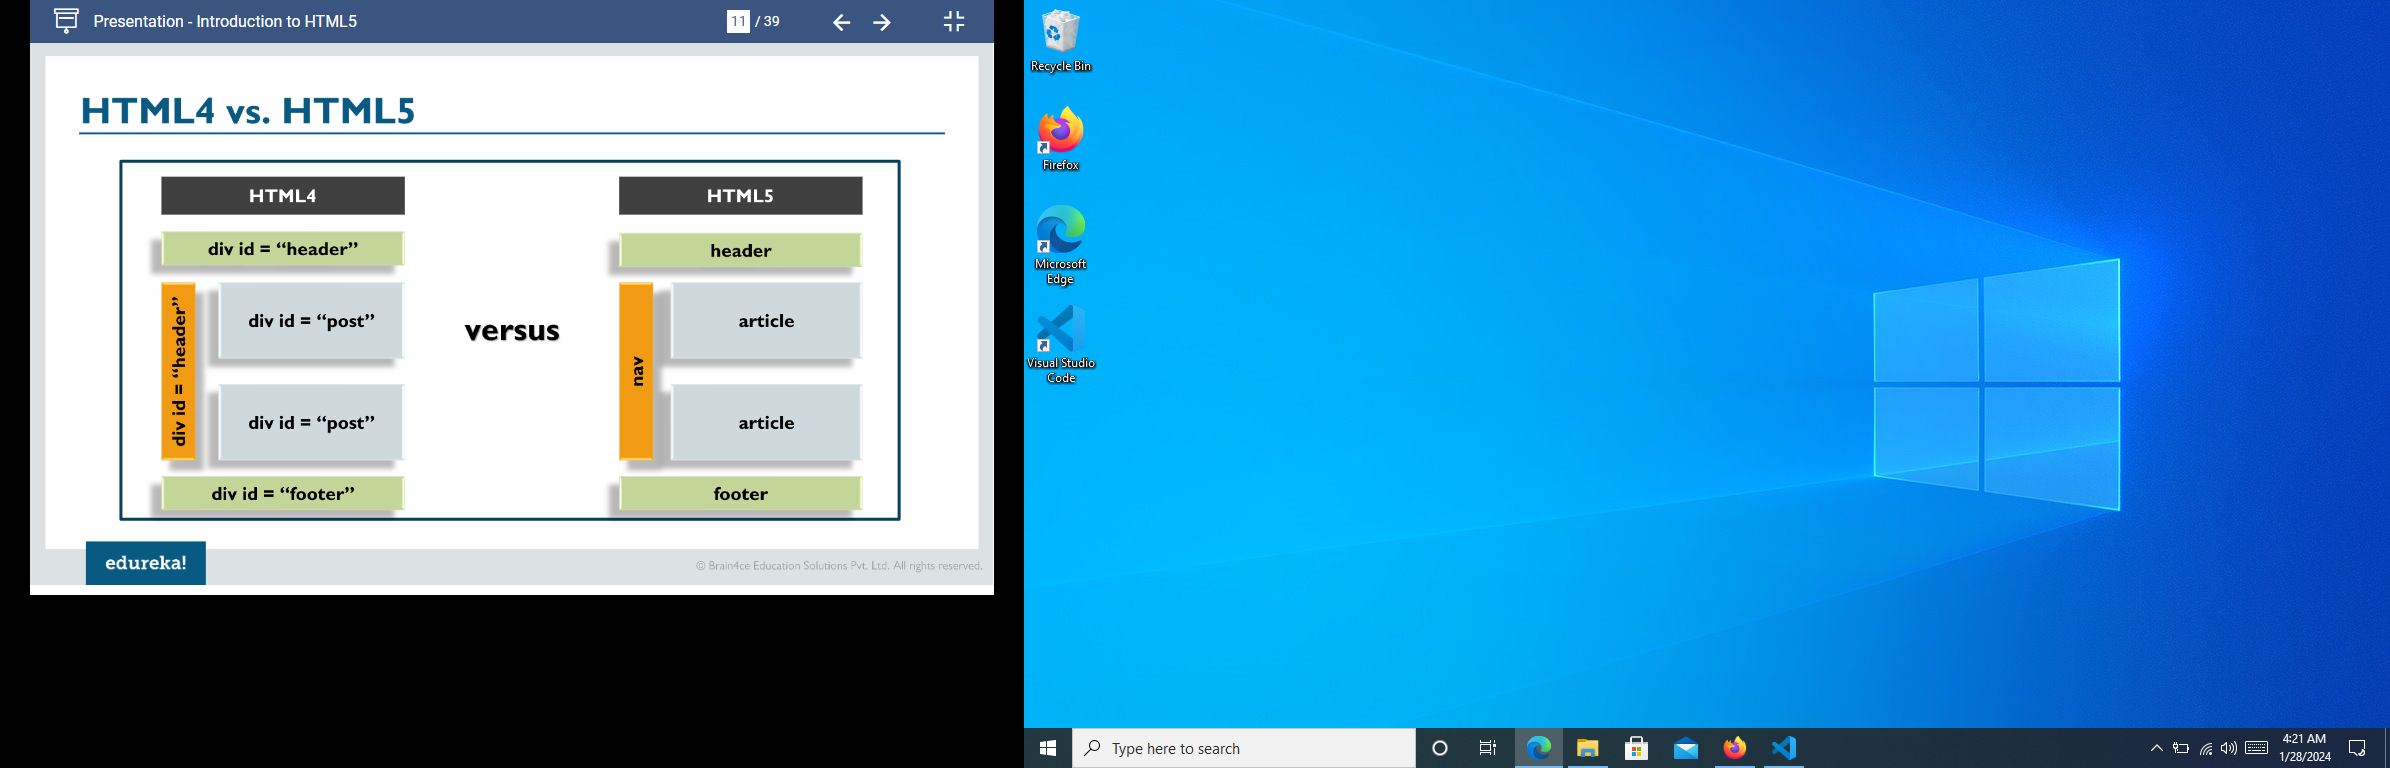 Presentation - Introduction to HTML5
11 / 39
HTML4 vs. HTML5
HTML4
div id = “header”
div id = “header”
div id = “post”
div id = “post”
div id = “footer”
versus
HTML5
header
nav
article
article
footer
edureka!
© Brain4ce Education Solutions Pvt. Ltd. All rights reserved.
Recycle Bin
Firefox
Microsoft
Edge
Visual Studio
Code
Type here to search
4:21 AM
1/28/2024